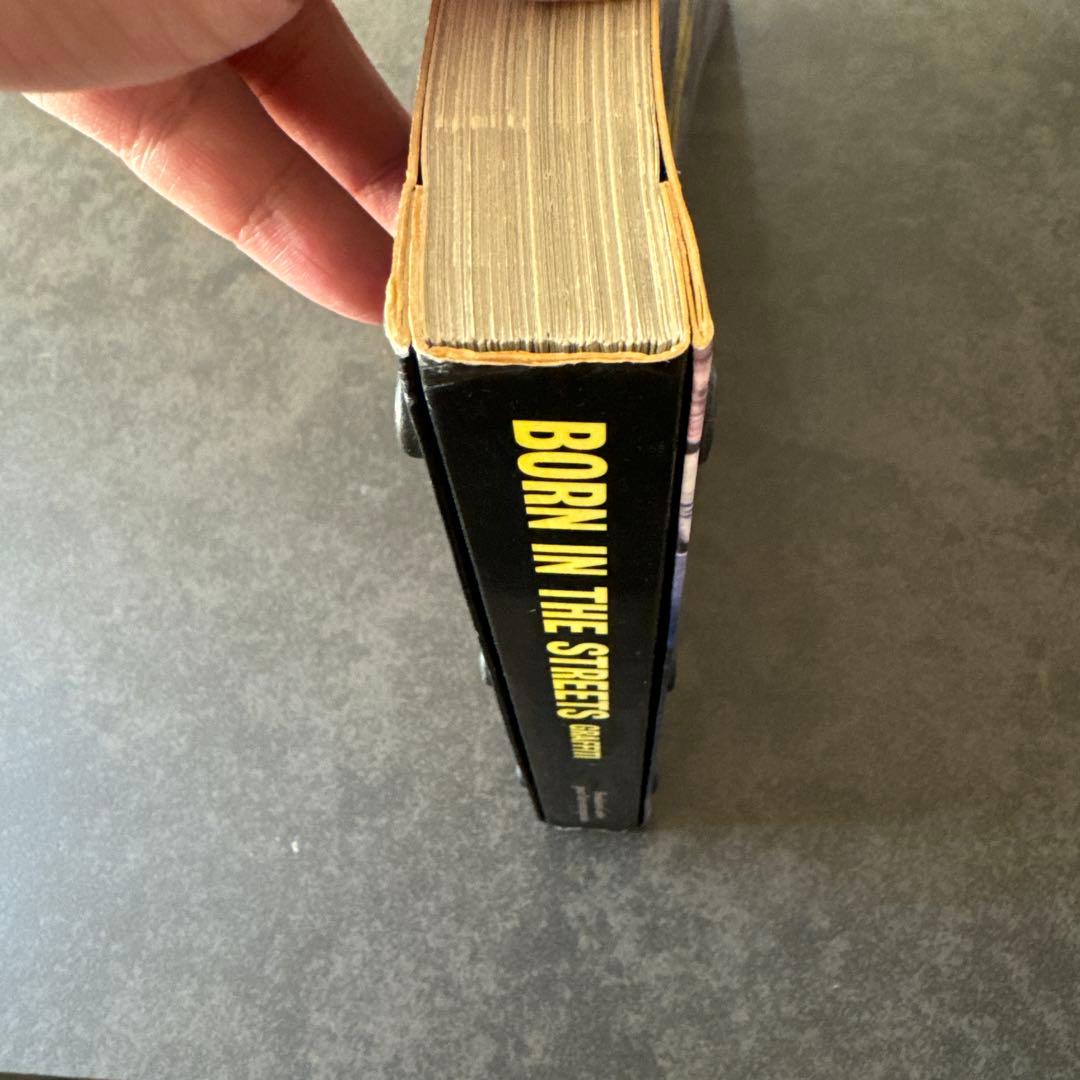 BORN IN THE STREETS GRAFFITI